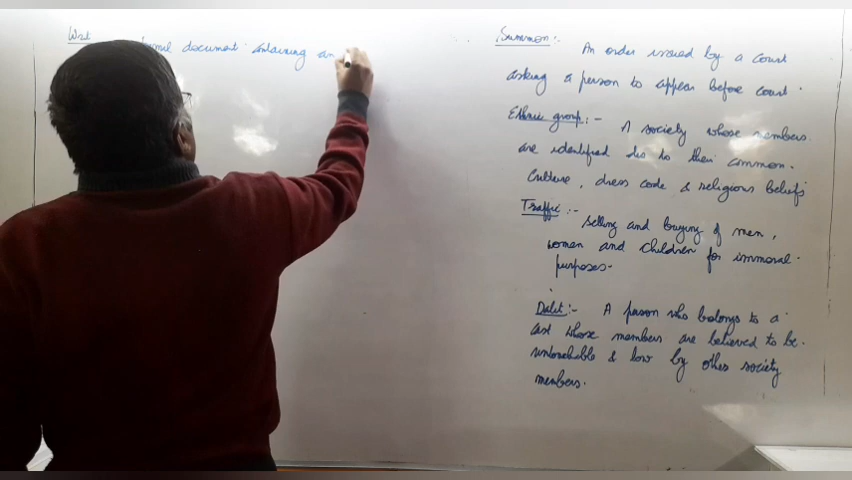 Writ
formal document containing an
Summon:-
An order issued by a court
asking a person to appear before court.
Ethnic group:-
A society whose members
are identified due to their common.
Culture, dress code & religious beliefs
Traffic:-
Selling and buying of men,
women and children for immoral.
purposes.
Dalit:- A person who belongs to a
cast whose members are believed to be.
untouchable & low by other society
members.